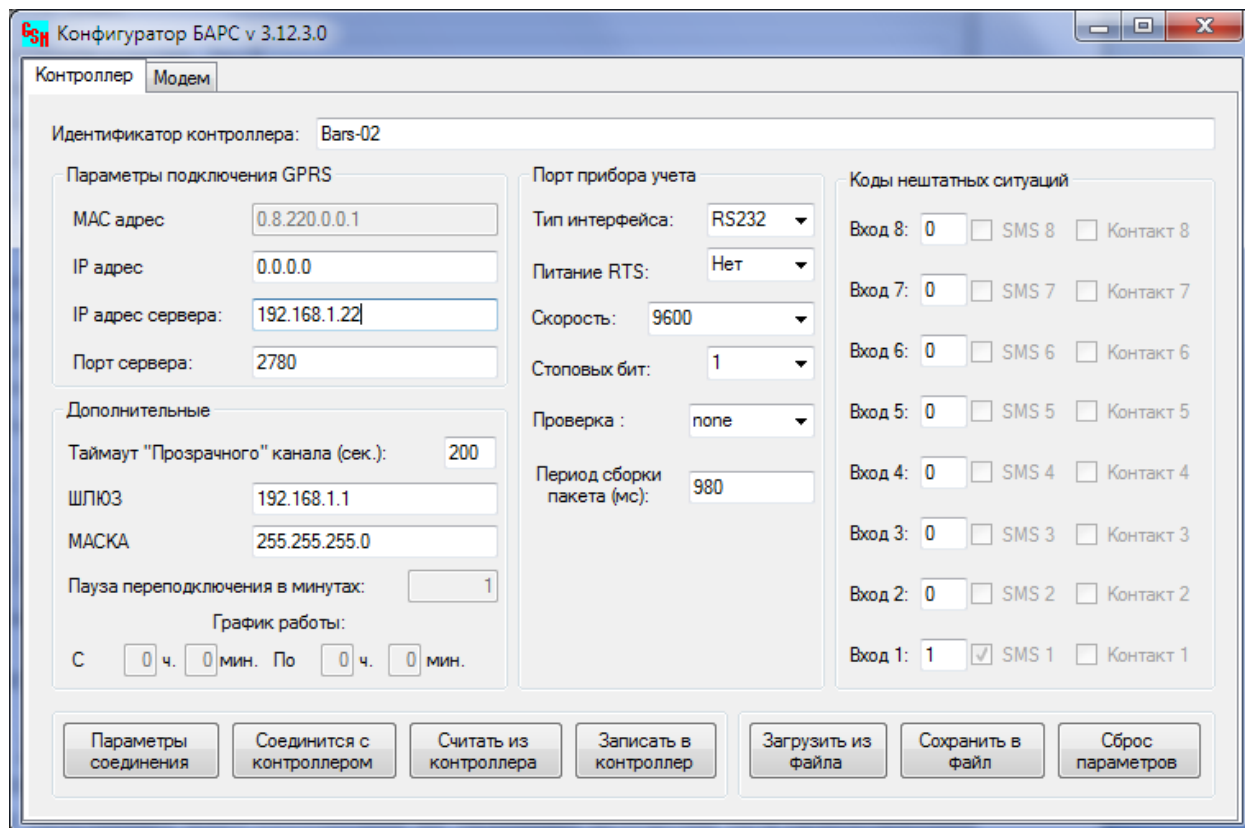 GSM Конфигуратор БАРС v 3.12.3.0
Контроллер Модем
Идентификатор контроллера: Bars-02
Параметры подключения GPRS
MAC адрес 0.8.220.0.0.1
IP адрес 0.0.0.0
IP адрес сервера: 192.168.1.22
Порт сервера: 2780
Дополнительные
Таймаут "Прозрачного" канала (сек.): 200
ШЛЮЗ 192.168.1.1
МАСКА 255.255.255.0
Пауза переподключения в минутах: 1
График работы:
С 0 ч. 0 мин. По 0 ч. 0 мин.
Порт прибора учета
Тип интерфейса: RS232
Питание RTS: Нет
Скорость: 9600
Стоповых бит: 1
Проверка : none
Период сборки
пакета (мс): 980
Коды нештатных ситуаций
Вход 8: 0 SMS 8 Контакт 8
Вход 7: 0 SMS 7 Контакт 7
Вход 6: 0 SMS 6 Контакт 6
Вход 5: 0 SMS 5 Контакт 5
Вход 4: 0 SMS 4 Контакт 4
Вход 3: 0 SMS 3 Контакт 3
Вход 2: 0 SMS 2 Контакт 2
Вход 1: 1 SMS 1 Контакт 1
Параметры
соединения
Соединится с
контроллером
Считать из
контроллера
Записать в
контроллер
Загрузить из
файла
Сохранить в
файл
Сброс
параметров